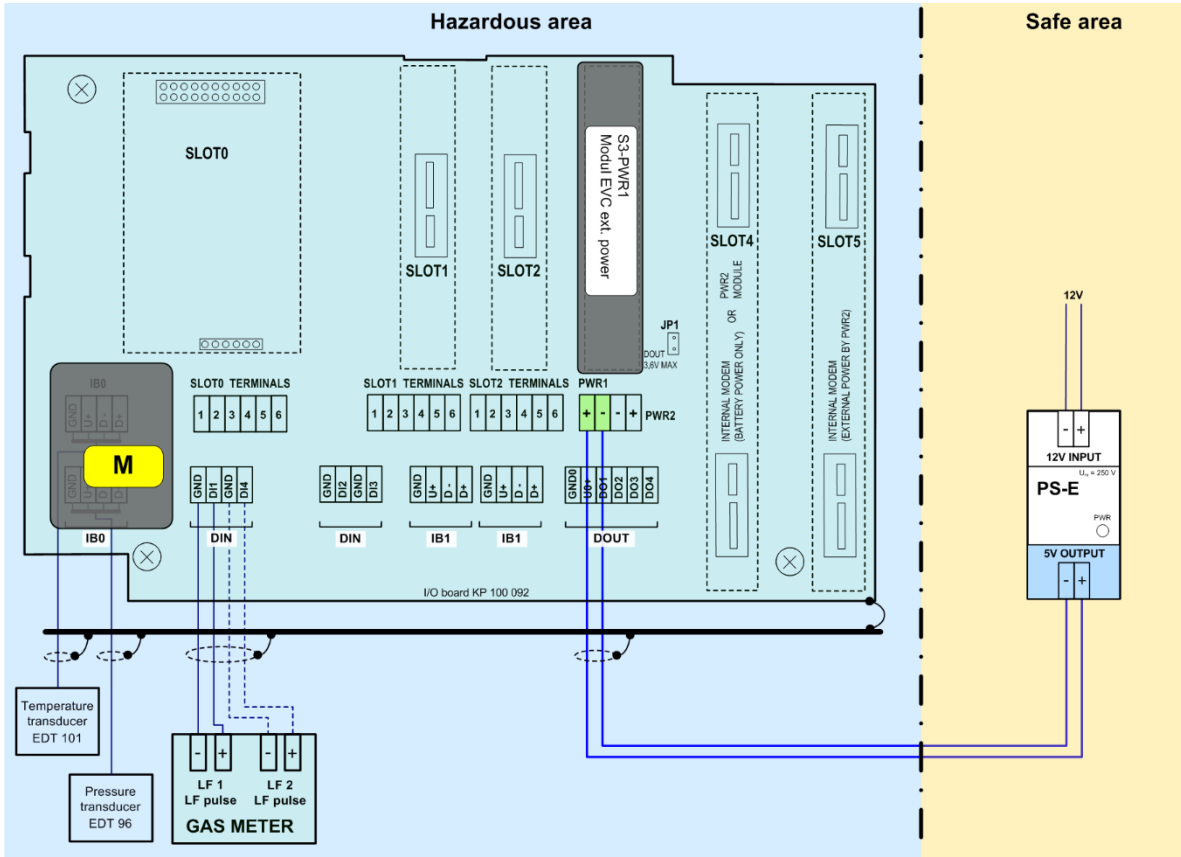 Hazardous area
Safe area
SLOT0
S3-PWR1
Modul EVC ext. power
SLOT1
SLOT2
SLOT4
SLOT5
JP1
DOUT
3,6V MAX
INTERNAL MODEM
(BATTERY POWER ONLY)
OR
PWR2
MODULE
INTERNAL MODEM
(EXTERNAL POWER BY PWR2)
IB0
GND
U+
D-
D+
SLOT0 TERMINALS
1 2 3 4 5 6
SLOT1 TERMINALS
1 2 3 4 5 6
SLOT2 TERMINALS
1 2 3 4 5 6
PWR1
+ - - +
PWR2
M
GND
U+
D-
D+
IB0
GND
DI1
GND
DI4
DIN
GND
DI2
GND
DI3
DIN
GND
U+
D -
D+
IB1
GND
U+
D -
D+
IB1
GND0
U0+
DO1
DO2
DO3
DO4
DOUT
I/O board KP 100 092
12V
- +
12V INPUT
Um = 250 V
PS-E
PWR
5V OUTPUT
- +
Temperature
transducer
EDT 101
Pressure
transducer
EDT 96
- +
LF 1
LF pulse
- +
LF 2
LF pulse
GAS METER